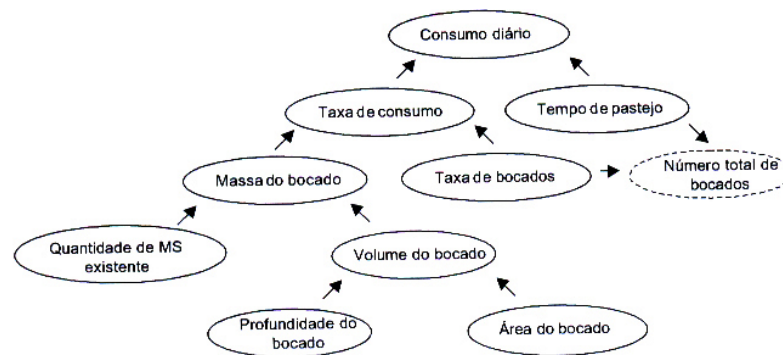 Consumo diário
Taxa de consumo
Tempo de pastejo
Massa do bocado
Taxa de bocados
Número total de
bocados
Quantidade de MS
existente
Volume do bocado
Profundidade do
bocado
Área do bocado